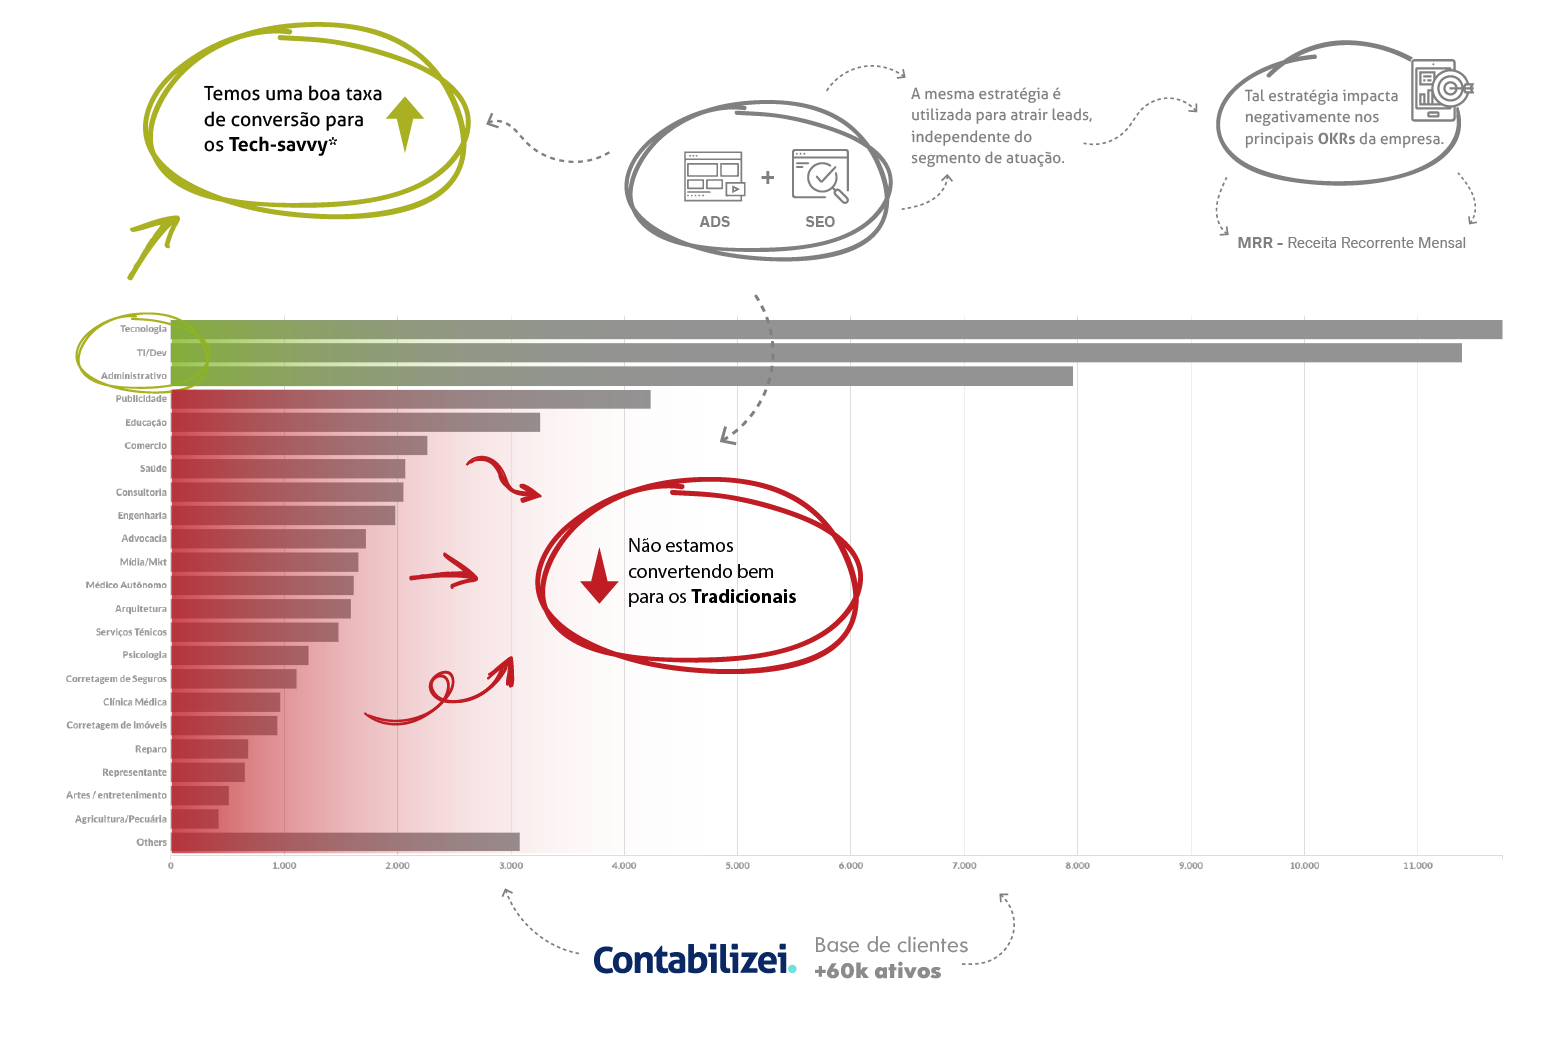 Temos uma boa taxa
de conversão para
os Tech-savvy*
ADS
+
SEO
A mesma estratégia é
utilizada para atrair leads,
independente do
segmento de atuação.
Tal estratégia impacta
negativamente nos
principais OKRs da empresa.
MRR - Receita Recorrente Mensal
Tecnologia
TI/Dev
Administrativo
Publicidade
Educação
Comercio
Saúde
Consultoria
Engenharia
Advocacia
Mídia/Mkt
Médico Autônomo
Arquitetura
Serviços Ténicos
Psicologia
Corretagem de Seguros
Clínica Médica
Corretagem de Imóveis
Reparo
Representante
Artes / entretenimento
Agricultura/Pecuária
Others
Não estamos
convertendo bem
para os Tradicionais
0 1.000 2.000 3.000 4.000 5.000 6.000 7.000 8.000 9.000 10.000 11.000
Contabilizei.
Base de clientes
+60k ativos